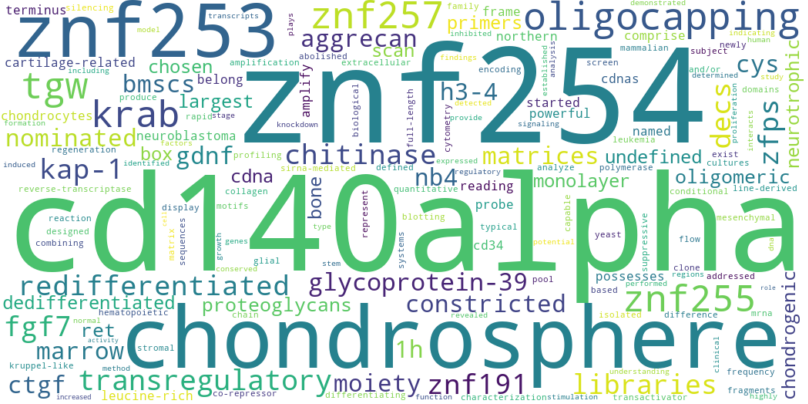 terminus silencing transcripts plays family demonstrated
znf253 znf257 primers frame oligocapping
model inhibited newly mammalian subject human
cartilage-related aggrecan scan northern comprise indicating
amplification abolished extracellular findings analysis and/or
tgw chosen bmscs belong encoding screen cdnas determined cys
including krab amplify znf254 h3-4 established study
chondrocytes largest biological full-length started powerful decs domains
formation produce stage knockdown cytometry provide detected named proliferation
nominated neuroblastoma rapid signaling leukemia zfps neurotrophic
regeneration factors box gdnf chitinase matrices undefined interacts
induced identified sirna-mediated profiling expressed defined cultures exist
kap-1 cdna bone regulatory nb4 oligomeric line-derived
reverse-transcriptase collagen quantitative reading polymerase conditional
reaction display motifs type represent blotting monolayer mesenchymal
designed sequences matrix growth genes systems probe capable
combining cell conserved typical cd34 yeast potential suppressive dna
cd140alpha
glial stem chain pool clone flow
hematopoietic based addressed
redifferentiated glycoprotein-39 possesses performed regions role
dedifferentiated proteoglycans constricted znf255 chondrogenic
fgf7 ret kruppel-like normal activity chondrosphere isolated difference mrna
marrow stromal 1h revealed clinical
ctgf method transregulatory moiety znf191 libraries understanding frequency
increased leucine-rich co-repressor differentiating function characterization stimulation transactivator highly fragments
analyze